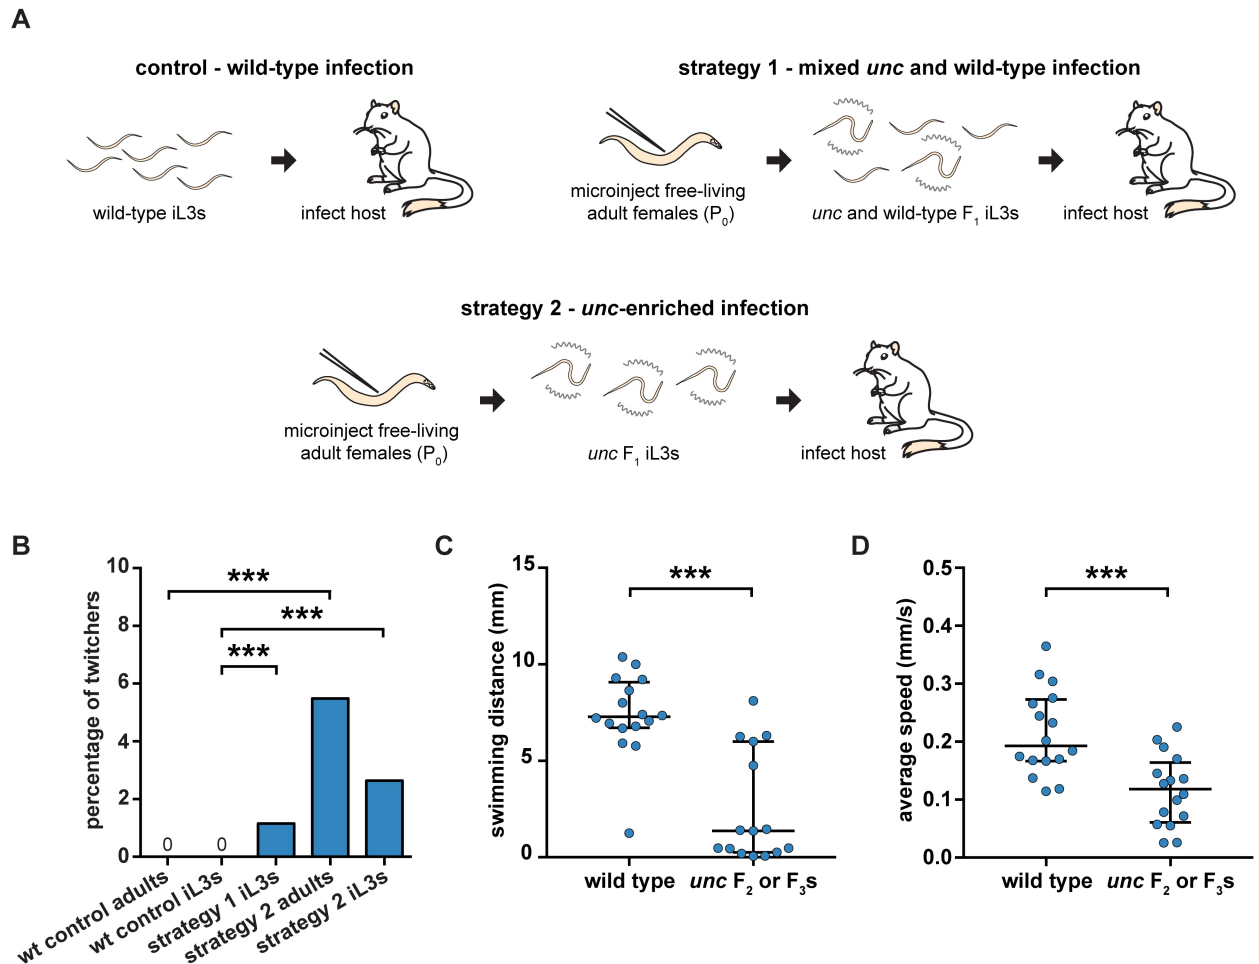 A
control - wild-type infection
wild-type iL3s
infect host
strategy 1 - mixed unc and wild-type infection
microinject free-living
adult females (P0)
unc and wild-type F1 iL3s
infect host
strategy 2 - unc-enriched infection
microinject free-living
adult females (P0)
unc F1 iL3s
infect host
B
percentage of twitchers
10
8
6
4
2
0
***
***
***
0
0
wt control adults
wt control iL3s
strategy 1 iL3s
strategy 2 adults
strategy 2 iL3s
C
swimming distance (mm)
15
10
5
0
***
wild type
unc F2 or F3s
D
average speed (mm/s)
0.5
0.4
0.3
0.2
0.1
0.0
***
wild type
unc F2 or F3s